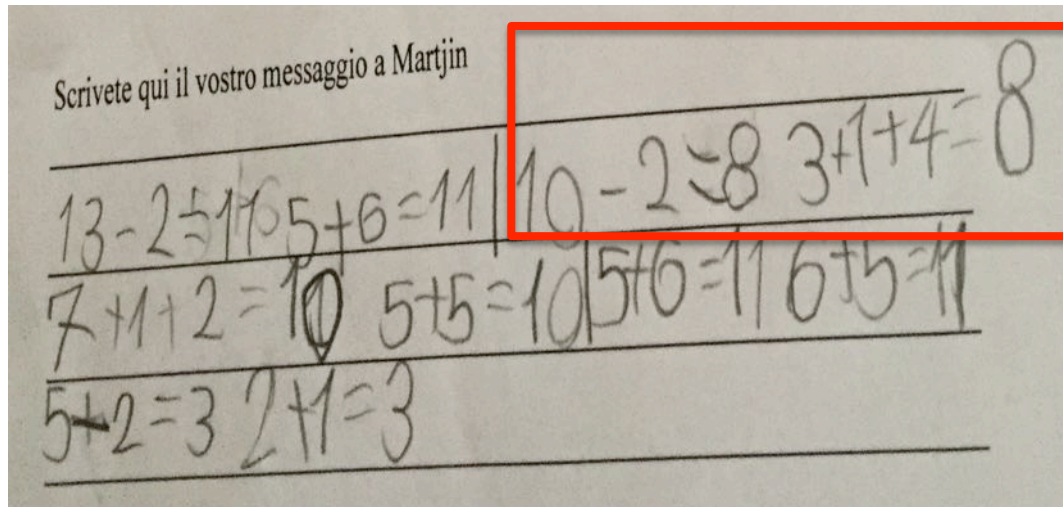 Scrivete qui il vostro messaggio a Martjin
13-2=11 5+6=11 | 10-2=8 3+1+4=8
7+1+2=10 5+5=10 | 5+6=11 6+5=11
5-2=3 2+1=3